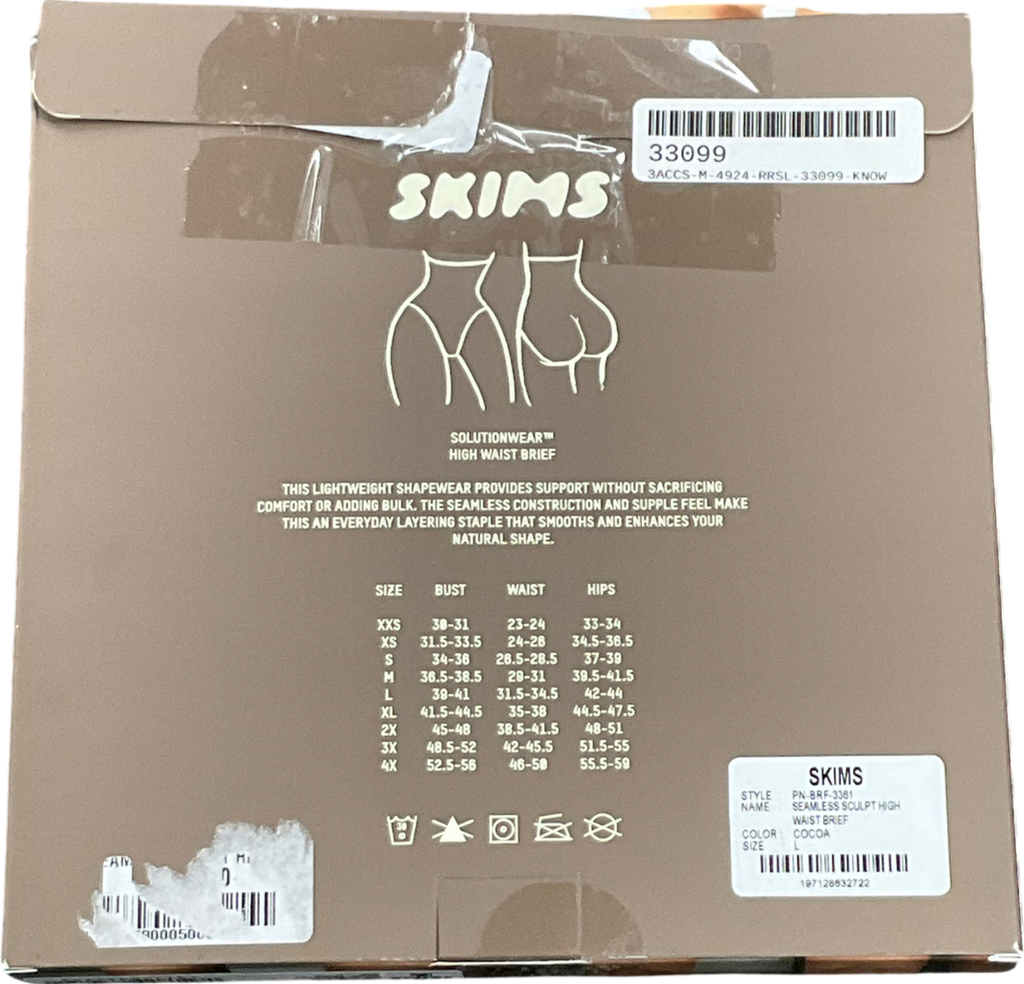 33099
3ACCS-M-4924-RRSL-33099-KNOW
SKIMS
SOLUTIONWEAR™
HIGH WAIST BRIEF
THIS LIGHTWEIGHT SHAPEWEAR PROVIDES SUPPORT WITHOUT SACRIFICING
COMFORT OR ADDING BULK. THE SEAMLESS CONSTRUCTION AND SUPPLE FEEL MAKE
THIS AN EVERYDAY LAYERING STAPLE THAT SMOOTHS AND ENHANCES YOUR
NATURAL SHAPE.
SIZE BUST WAIST HIPS
XXS 30-31 23-24 33-34
XS 31.5-33.5 24-26 34.5-36.5
S 34-36 26.5-28.5 37-39
M 36.5-38.5 29-31 39.5-41.5
L 39-41 31.5-34.5 42-44
XL 41.5-44.5 35-38 44.5-47.5
2X 45-48 38.5-41.5 48-51
3X 48.5-52 42-45.5 51.5-55
4X 52.5-56 46-50 55.5-59
30
SKIMS
STYLE : PN-BRF-3361
NAME : SEAMLESS SCULPT HIGH
WAIST BRIEF
COLOR : COCOA
SIZE : L
197126632722